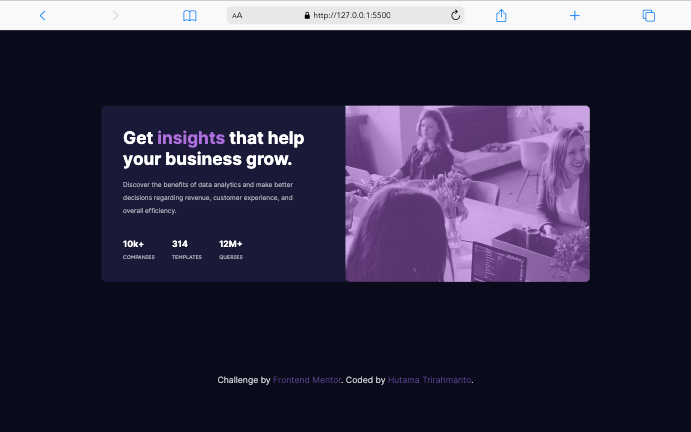 AA
http://127.0.0.1:5500
Get insights that help
your business grow.
Discover the benefits of data analytics and make better
decisions regarding revenue, customer experience, and
overall efficiency.
10k+ 314 12M+
COMPANIES TEMPLATES QUERIES
Challenge by Frontend Mentor. Coded by Hutama Trirahmanto.